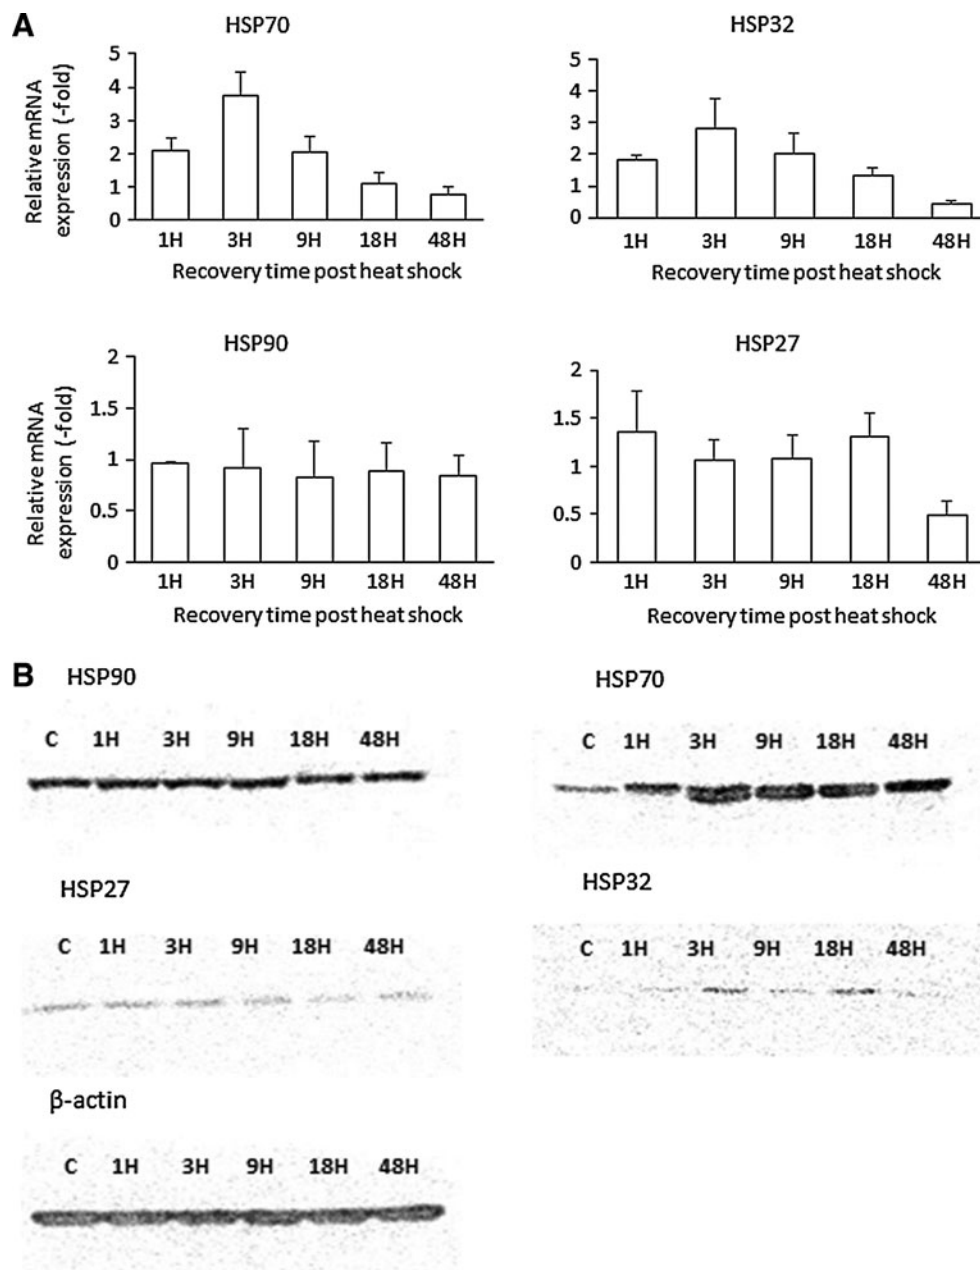 A
HSP70
Relative mRNA
expression (-fold)
5
4
3
2
1
0
1H 3H 9H 18H 48H
Recovery time post heat shock
HSP32
5
4
3
2
1
0
1H 3H 9H 18H 48H
Recovery time post heat shock
HSP90
Relative mRNA
expression (-fold)
2
1.5
1
0.5
0
1H 3H 9H 18H 48H
Recovery time post heat shock
HSP27
2
1.5
1
0.5
0
1H 3H 9H 18H 48H
Recovery time post heat shock
B
HSP90
C 1H 3H 9H 18H 48H
HSP70
C 1H 3H 9H 18H 48H
HSP27
C 1H 3H 9H 18H 48H
HSP32
C 1H 3H 9H 18H 48H
β-actin
C 1H 3H 9H 18H 48H